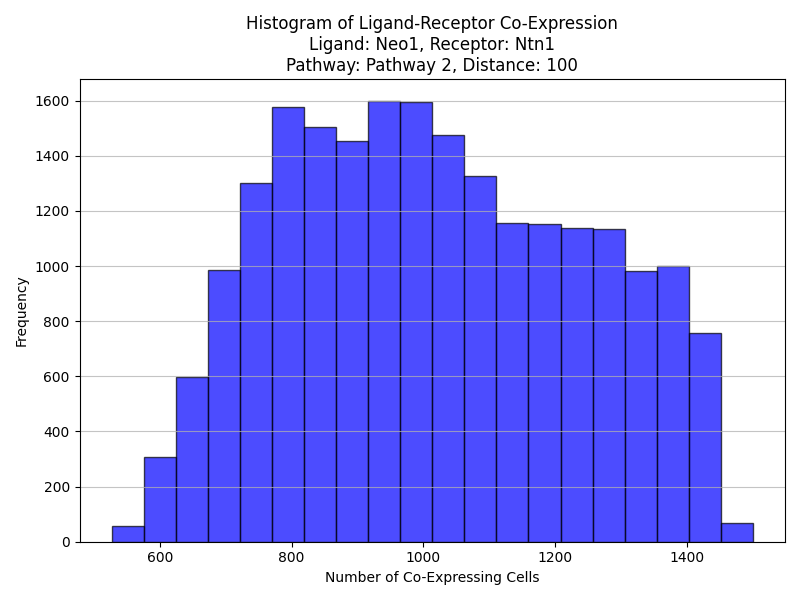 Histogram of Ligand-Receptor Co-Expression
Ligand: Neo1, Receptor: Ntn1
Pathway: Pathway 2, Distance: 100
1600
1400
1200
1000
800
600
400
200
0
Frequency
600 800 1000 1200 1400
Number of Co-Expressing Cells